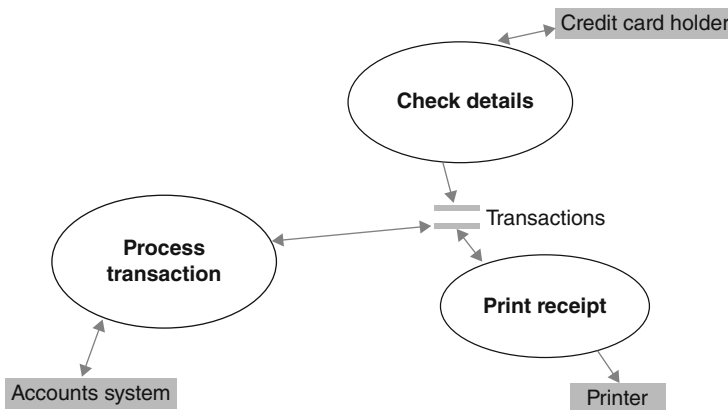 Credit card holder
Check details
Transactions
Process
transaction
Print receipt
Accounts system
Printer